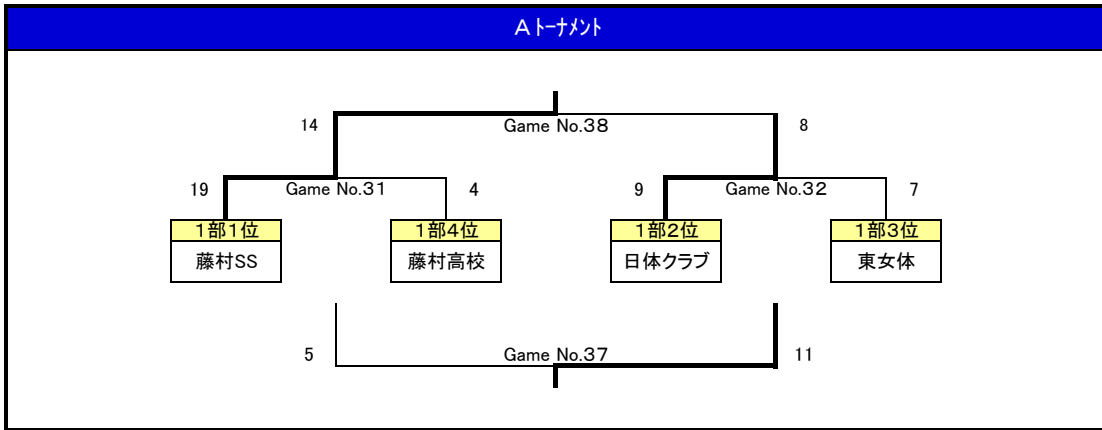 Aﾄｰﾅﾒﾝﾄ
14 Game No.38 8
19 Game No.31 4 9 Game No.32 7
1部1位 1部4位 1部2位 1部3位
藤村SS 藤村高校 日体クラブ 東女体
5 Game No.37 11